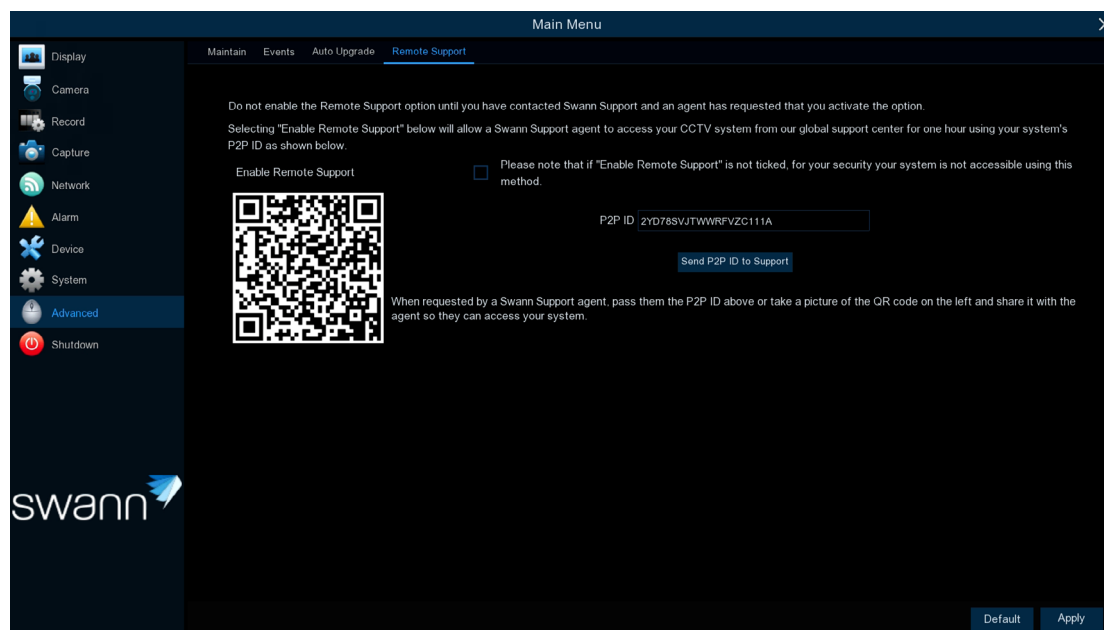 Main Menu
Display
Camera
Record
Capture
Network
Alarm
Device
System
Advanced
Shutdown
swann
Maintain Events Auto Upgrade Remote Support
Do not enable the Remote Support option until you have contacted Swann Support and an agent has requested that you activate the option.
Selecting "Enable Remote Support" below will allow a Swann Support agent to access your CCTV system from our global support center for one hour using your system's
P2P ID as shown below.
Enable Remote Support
Please note that if "Enable Remote Support" is not ticked, for your security your system is not accessible using this
method.
P2P ID 2YD78SVJTWWRFVZC111A
Send P2P ID to Support
When requested by a Swann Support agent, pass them the P2P ID above or take a picture of the QR code on the left and share it with the
agent so they can access your system.
Default Apply